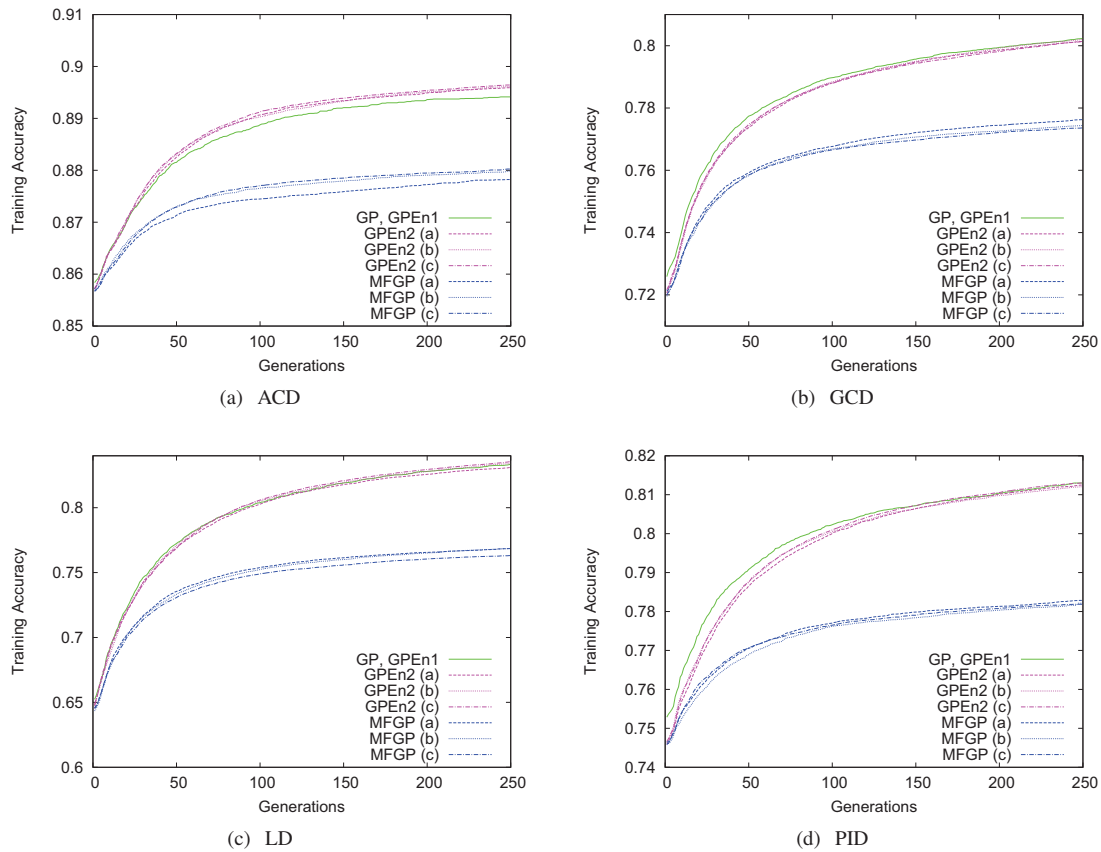 0.91
0.9
0.89
0.88
0.87
0.86
0.85
Training Accuracy
GP, GPEn1
GPEn2 (a)
GPEn2 (b)
GPEn2 (c)
MFGP (a)
MFGP (b)
MFGP (c)
0 50 100 150 200 250
Generations
(a) ACD
0.8
0.78
0.76
0.74
0.72
Training Accuracy
GP, GPEn1
GPEn2 (a)
GPEn2 (b)
GPEn2 (c)
MFGP (a)
MFGP (b)
MFGP (c)
0 50 100 150 200 250
Generations
(b) GCD
0.8
0.75
0.7
0.65
0.6
Training Accuracy
GP, GPEn1
GPEn2 (a)
GPEn2 (b)
GPEn2 (c)
MFGP (a)
MFGP (b)
MFGP (c)
0 50 100 150 200 250
Generations
(c) LD
0.82
0.81
0.8
0.79
0.78
0.77
0.76
0.75
0.74
Training Accuracy
GP, GPEn1
GPEn2 (a)
GPEn2 (b)
GPEn2 (c)
MFGP (a)
MFGP (b)
MFGP (c)
0 50 100 150 200 250
Generations
(d) PID